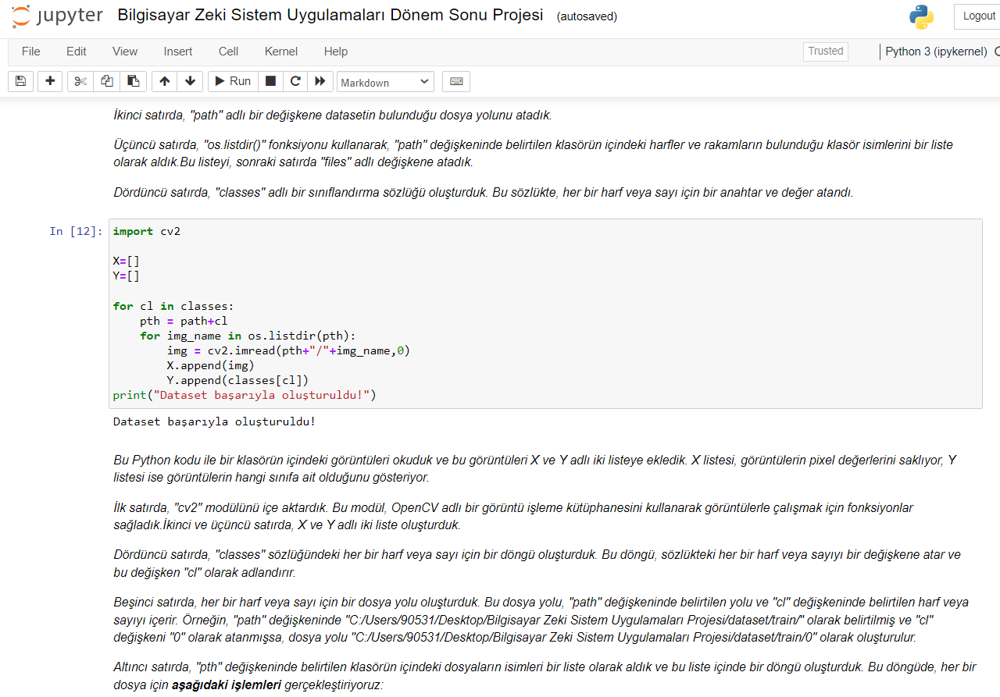 jupyter Bilgisayar Zeki Sistem Uygulamaları Dönem Sonu Projesi (autosaved) Logout
File Edit View Insert Cell Kernel Help Trusted Python 3 (ipykernel)
Run Markdown
İkinci satırda, "path" adlı bir değişkene datasetin bulunduğu dosya yolunu atadık.
Üçüncü satırda, "os.listdir()" fonksiyonu kullanarak, "path" değişkeninde belirtilen klasörün içindeki harfler ve rakamların bulunduğu klasör isimlerini bir liste
olarak aldık.Bu listeyi, sonraki satırda "files" adlı değişkene atadık.
Dördüncü satırda, "classes" adlı bir sınıflandırma sözlüğü oluşturduk. Bu sözlükte, her bir harf veya sayı için bir anahtar ve değer atandı.
In [12]: import cv2
X=[]
Y=[]
for cl in classes:
    pth = path+cl
    for img_name in os.listdir(pth):
        img = cv2.imread(pth+"/"+img_name,0)
        X.append(img)
        Y.append(classes[cl])
print("Dataset başarıyla oluşturuldu!")
Dataset başarıyla oluşturuldu!
Bu Python kodu ile bir klasörün içindeki görüntüleri okuduk ve bu görüntüleri X ve Y adlı iki listeye ekledik. X listesi, görüntülerin pixel değerlerini saklıyor, Y
listesi ise görüntülerin hangi sınıfa ait olduğunu gösteriyor.
İlk satırda, "cv2" modülünü içe aktardık. Bu modül, OpenCV adlı bir görüntü işleme kütüphanesini kullanarak görüntülerle çalışmak için fonksiyonlar
sağladık.İkinci ve üçüncü satırda, X ve Y adlı iki liste oluşturduk.
Dördüncü satırda, "classes" sözlüğündeki her bir harf veya sayı için bir döngü oluşturduk. Bu döngü, sözlükteki her bir harf veya sayıyı bir değişkene atar ve
bu değişken "cl" olarak adlandırır.
Beşinci satırda, her bir harf veya sayı için bir dosya yolu oluşturduk. Bu dosya yolu, "path" değişkeninde belirtilen yolu ve "cl" değişkeninde belirtilen harf veya
sayıyı içerir. Örneğin, "path" değişkeninde "C:/Users/90531/Desktop/Bilgisayar Zeki Sistem Uygulamaları Projesi/dataset/train/" olarak belirtilmiş ve "cl"
değişkeni "0" olarak atanmışsa, dosya yolu "C:/Users/90531/Desktop/Bilgisayar Zeki Sistem Uygulamaları Projesi/dataset/train/0" olarak oluşturulur.
Altıncı satırda, "pth" değişkeninde belirtilen klasörün içindeki dosyaların isimleri bir liste olarak aldık ve bu liste içinde bir döngü oluşturduk. Bu döngüde, her bir
dosya için aşağıdaki işlemleri gerçekleştiriyoruz: